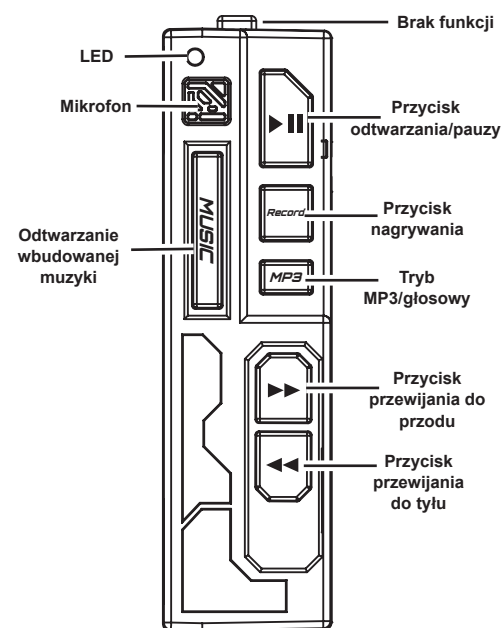 Brak funkcji
LED
Mikrofon
Przycisk
odtwarzania/pauzy
MUSIC
Odtwarzanie
wbudowanej
muzyki
Record
Przycisk
nagrywania
MP3
Tryb
MP3/głosowy
Przycisk
przewijania do
przodu
Przycisk
przewijania
do tyłu